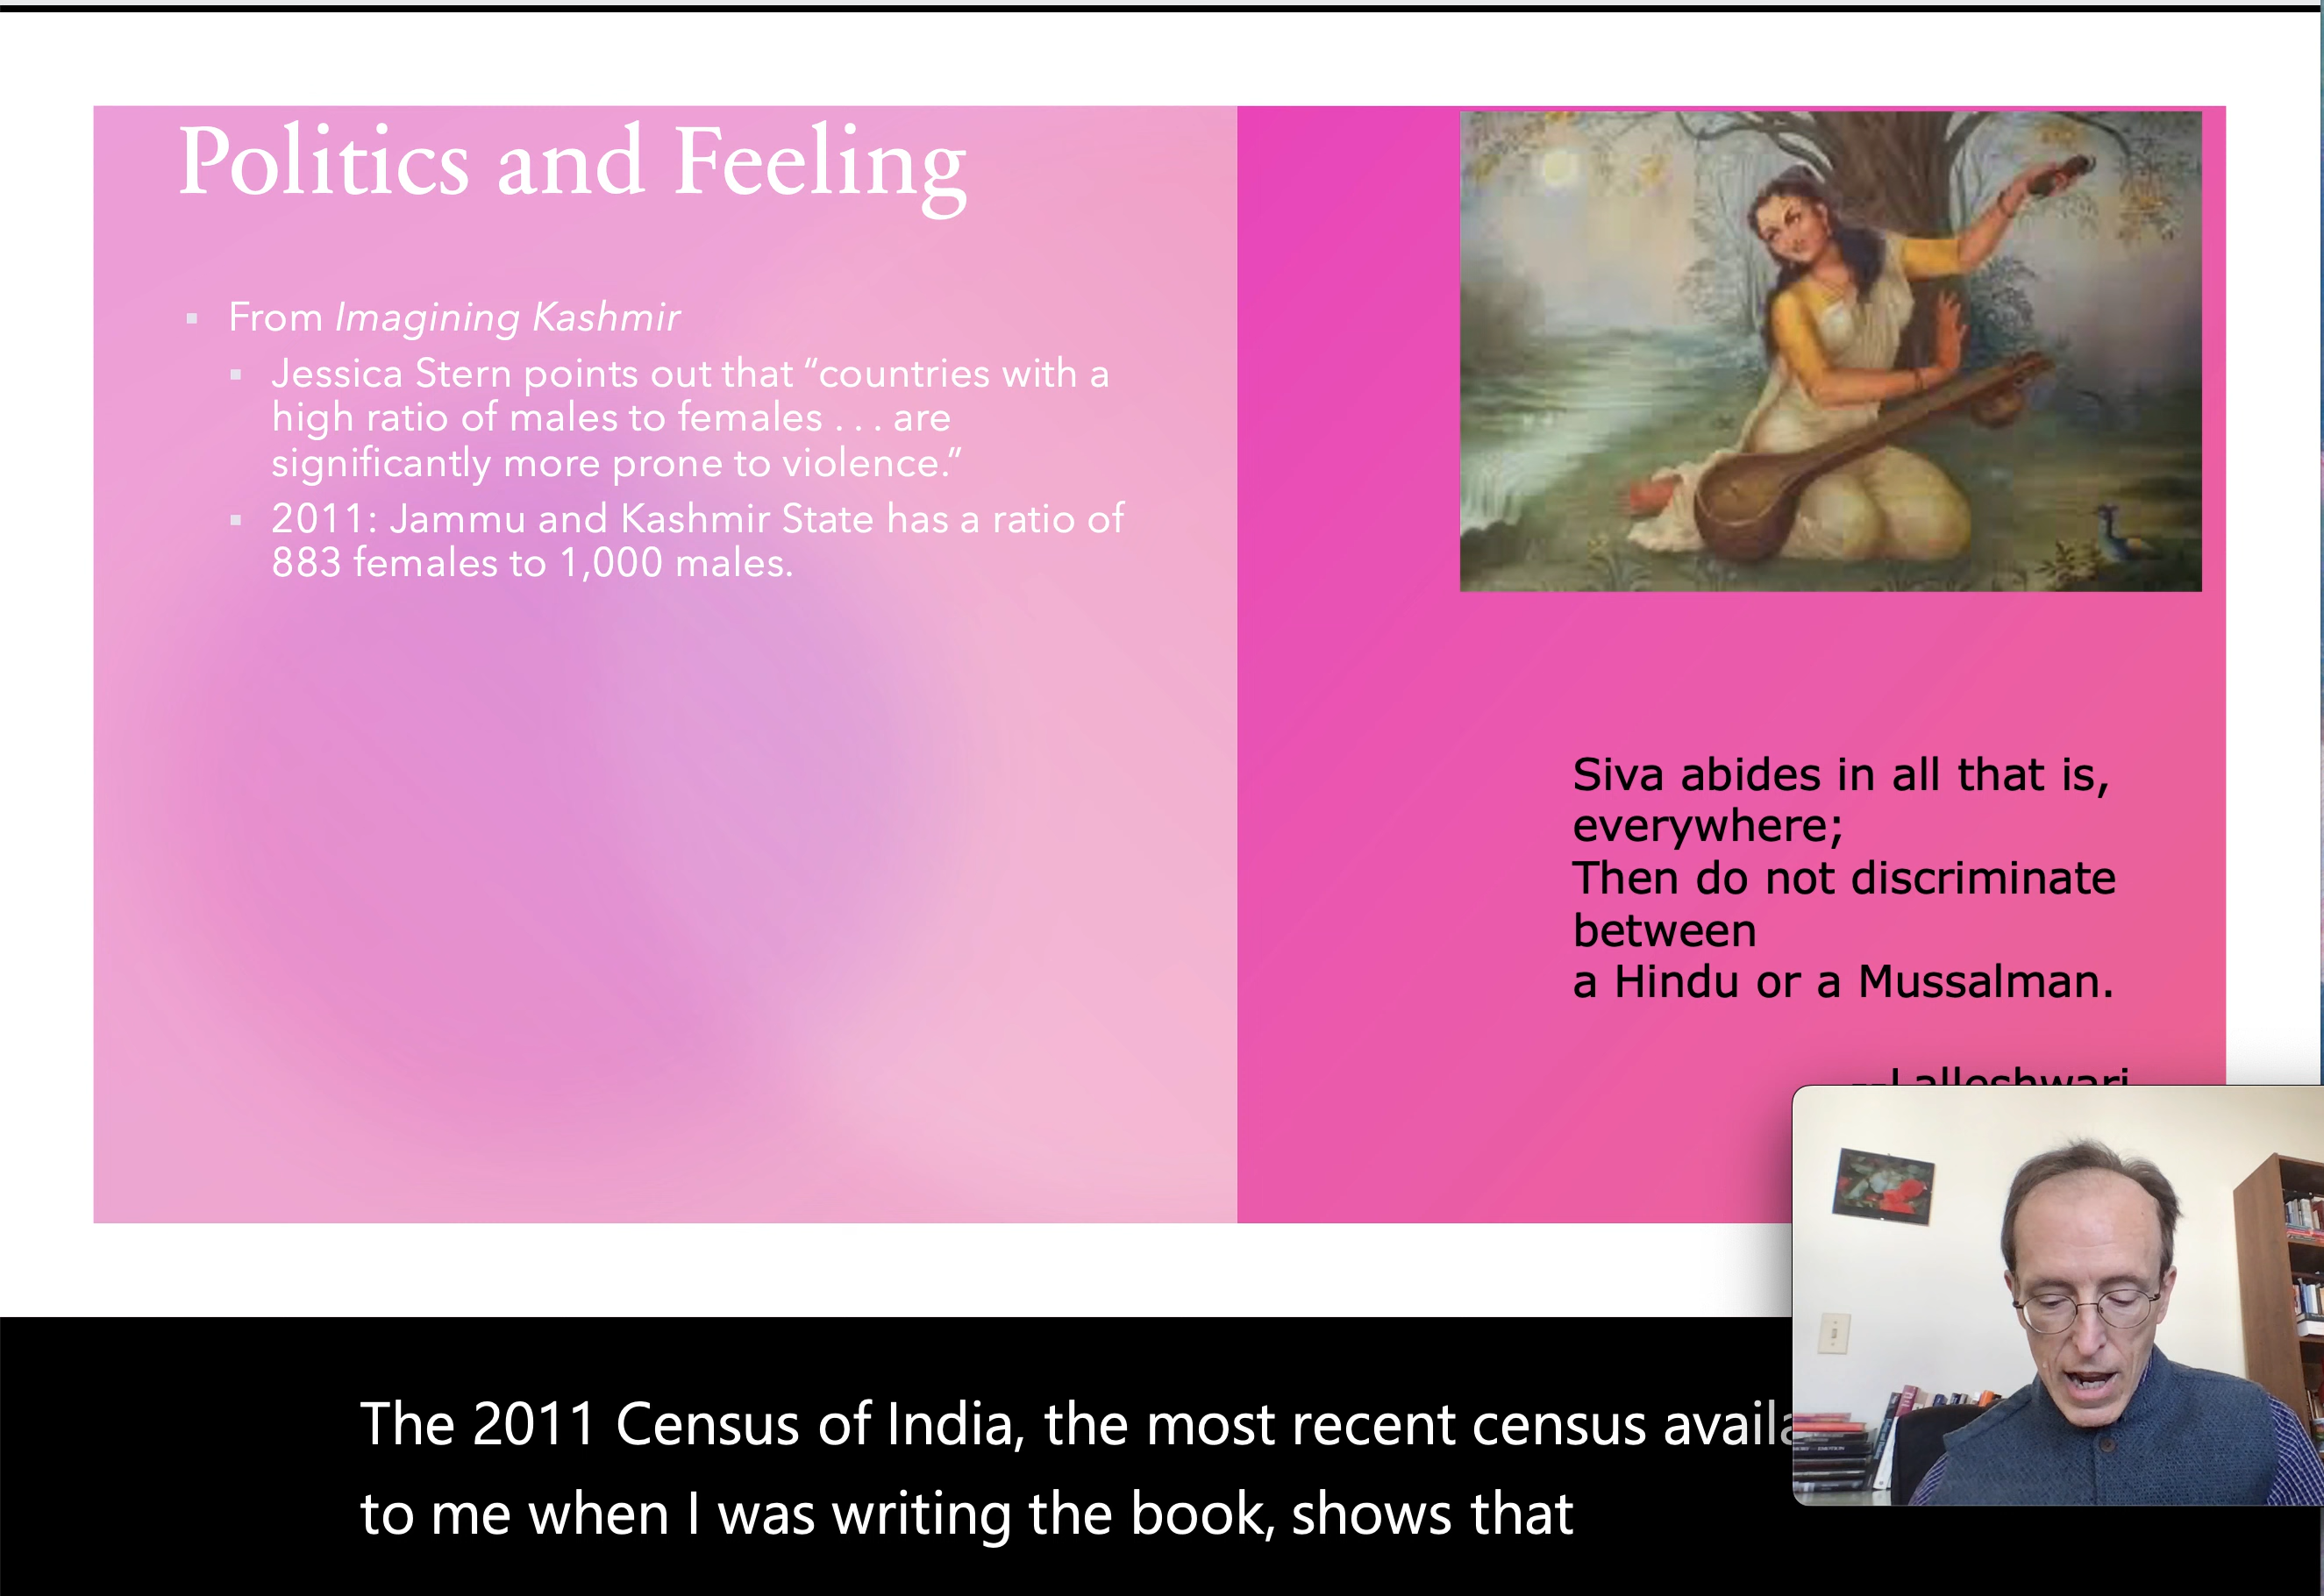 Politics and Feeling
▪ From Imagining Kashmir
▪ Jessica Stern points out that “countries with a
high ratio of males to females . . . are
significantly more prone to violence.”
▪ 2011: Jammu and Kashmir State has a ratio of
883 females to 1,000 males.
Siva abides in all that is,
everywhere;
Then do not discriminate
between
a Hindu or a Mussalman.
--Lalleshwari
The 2011 Census of India, the most recent census availa
to me when I was writing the book, shows that